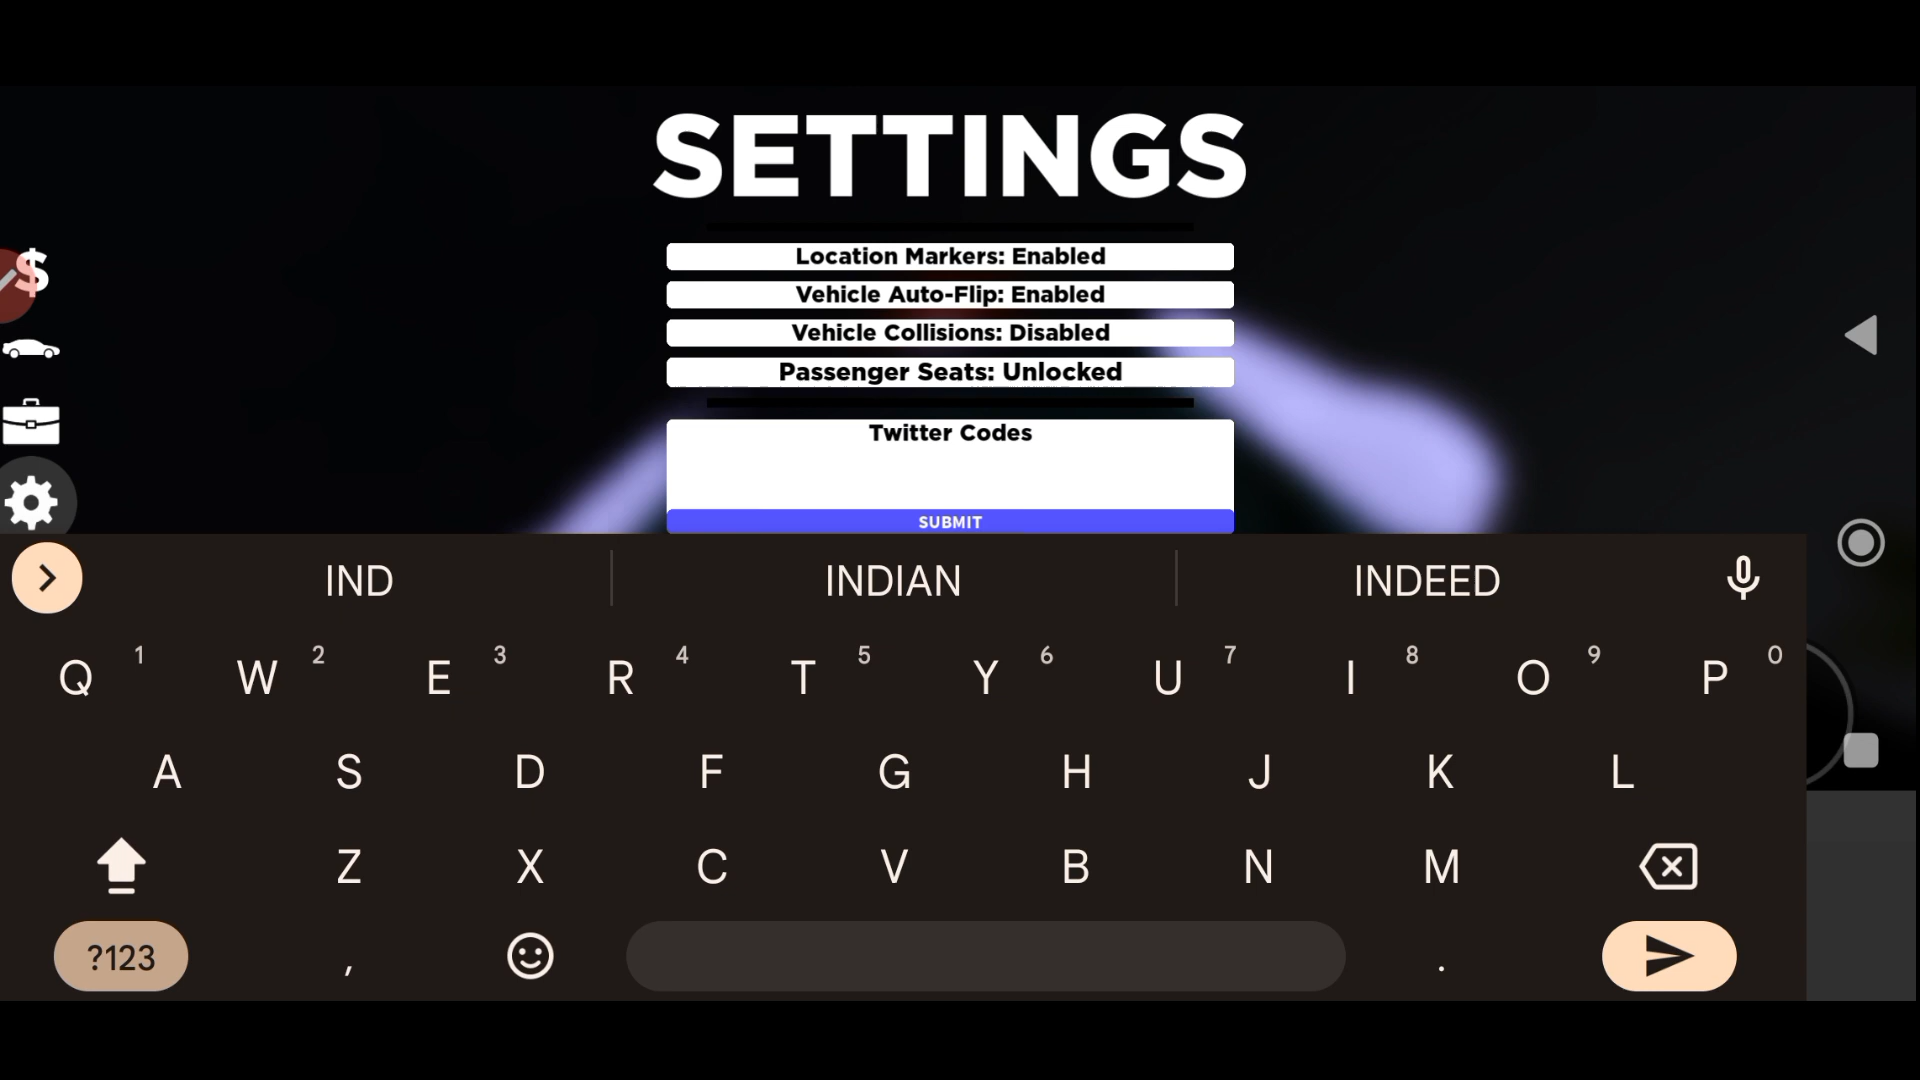 SETTINGS
Location Markers: Enabled
Vehicle Auto-Flip: Enabled
Vehicle Collisions: Disabled
Passenger Seats: Unlocked
Twitter Codes
SUBMIT
$
IND INDIAN INDEED
Q 1 W 2 E 3 R 4 T 5 Y 6 U 7 I 8 O 9 P 0
A S D F G H J K L
Z X C V B N M
?123 , .